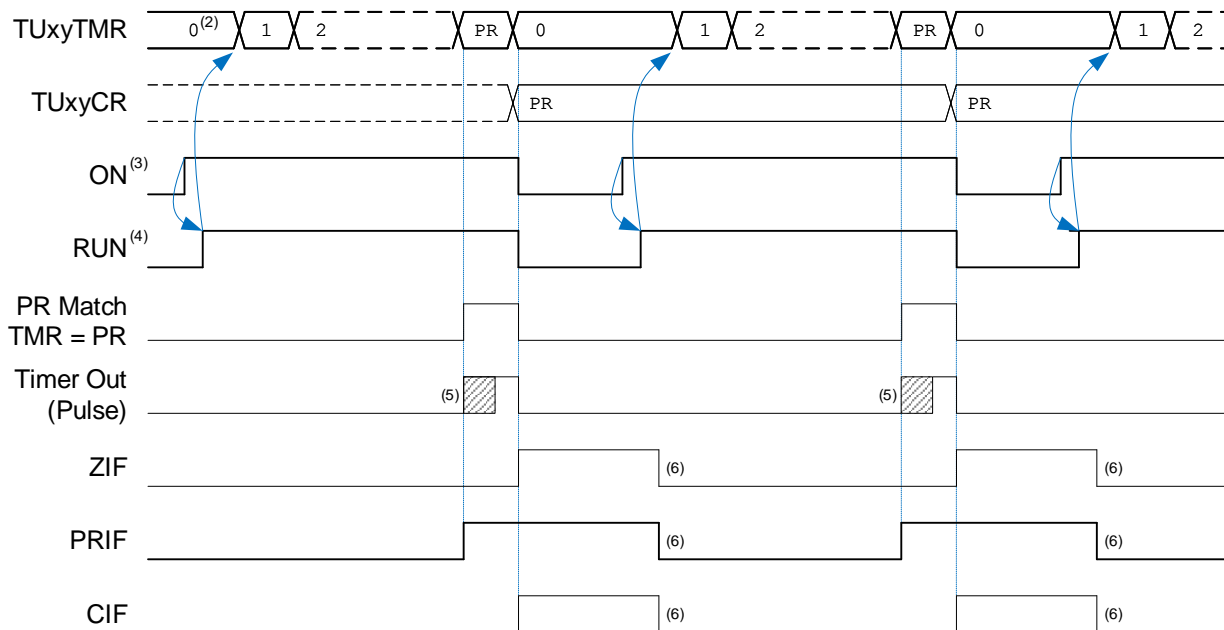 TUxyTMR 0(2) 1 2 PR 0 1 2 PR 0 1 2
TUxyCR PR PR
ON(3)
RUN(4)
PR Match
TMR = PR
Timer Out
(Pulse) (5) (5)
ZIF (6) (6)
PRIF (6) (6)
CIF (6) (6)